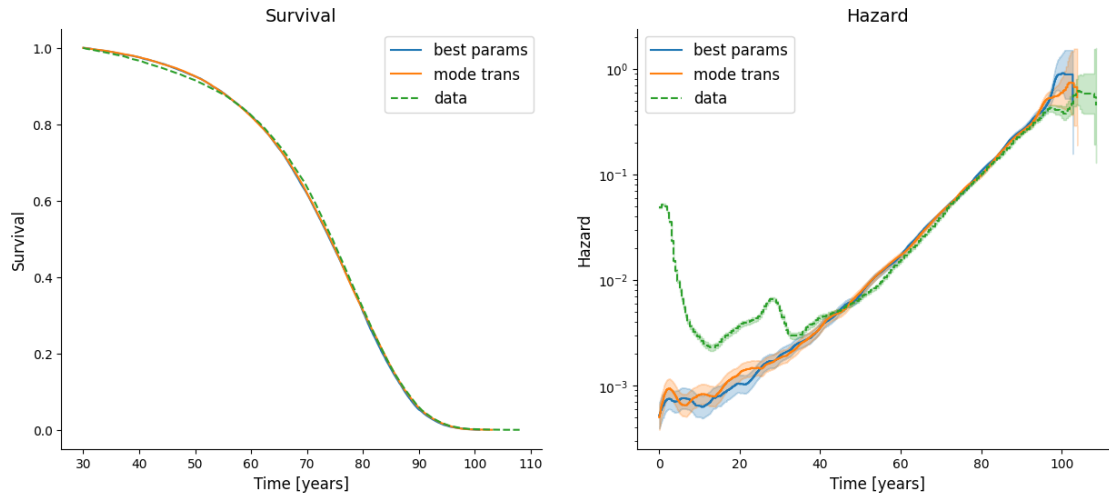 Survival
1.0
0.8
0.6
0.4
0.2
0.0
Survival
30 40 50 60 70 80 90 100 110
Time [years]
best params
mode trans
data
Hazard
10⁰
10⁻¹
10⁻²
10⁻³
Hazard
0 20 40 60 80 100
Time [years]
best params
mode trans
data